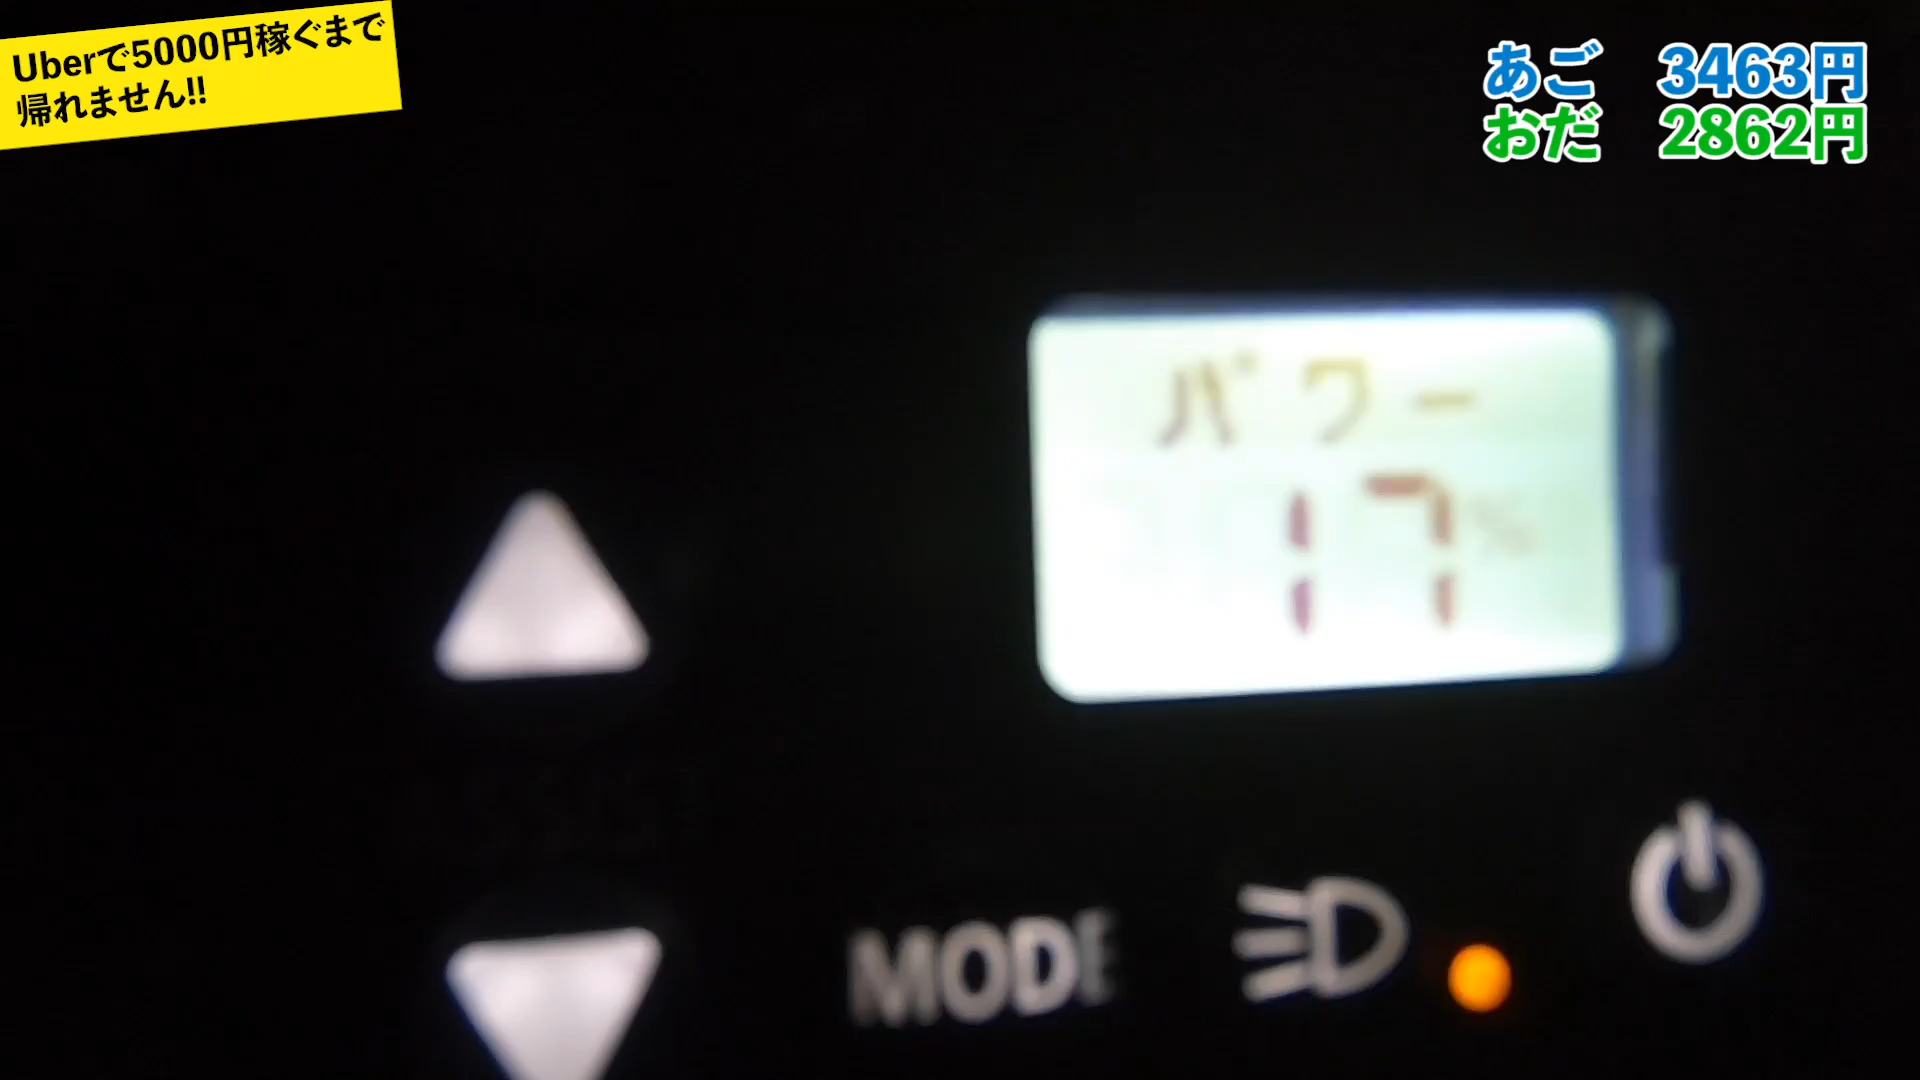 Uberで5000円稼ぐまで
帰れません!!
あご 3463円
おだ 2862円
パワー
17%
MODE